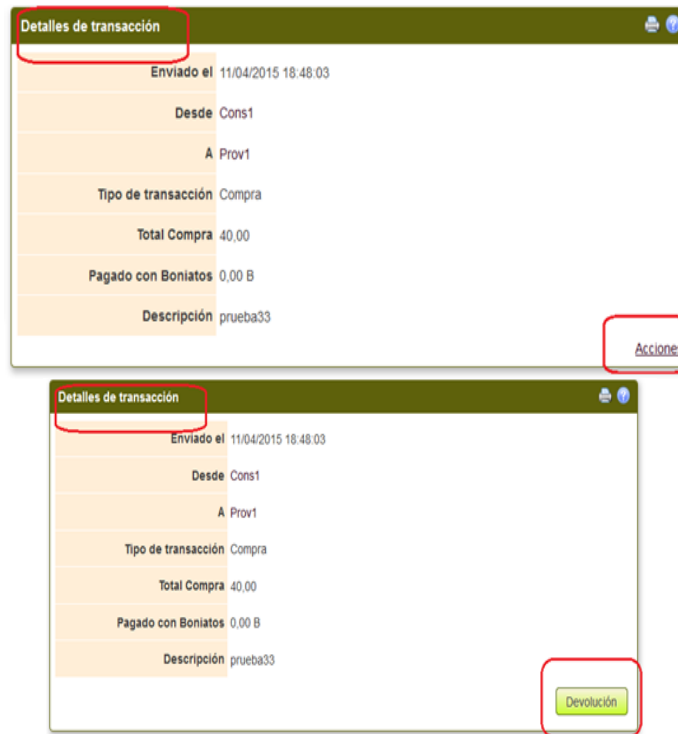 Detalles de transacción
Enviado el 11/04/2015 18:48:03
Desde Cons1
A Prov1
Tipo de transacción Compra
Total Compra 40,00
Pagado con Boniatos 0,00 B
Descripción prueba33
Acciones
Detalles de transacción
Enviado el 11/04/2015 18:48:03
Desde Cons1
A Prov1
Tipo de transacción Compra
Total Compra 40,00
Pagado con Boniatos 0,00 B
Descripción prueba33
Devolución